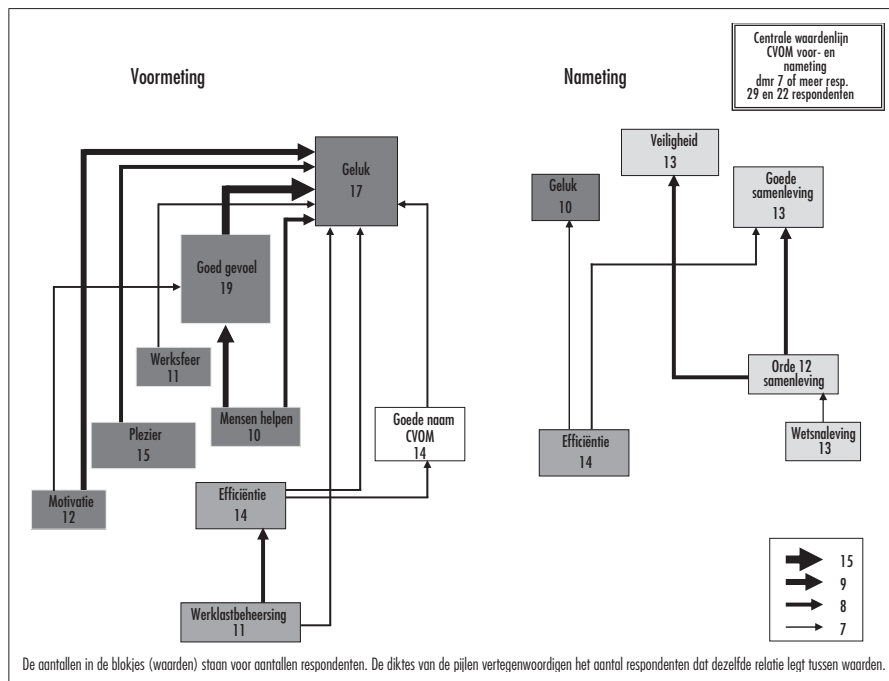 Centrale waardenlijn
CVOM voor- en
nameting
dmr 7 of meer resp.
29 en 22 respondenten
Voormeting
Nameting
Geluk
17
Goed gevoel
19
Werksfeer
11
Mensen helpen
10
Plezier
15
Goede naam
CVOM
14
Motivatie
12
Efficiëntie
14
Werklastbeheersing
11
Veiligheid
13
Geluk
10
Goede
samenleving
13
Orde 12
samenleving
Efficiëntie
14
Wetsnaleving
13
15
9
8
7
De aantallen in de blokjes (waarden) staan voor aantallen respondenten. De diktes van de pijlen vertegenwoordigen het aantal respondenten dat dezelfde relatie legt tussen waarden.